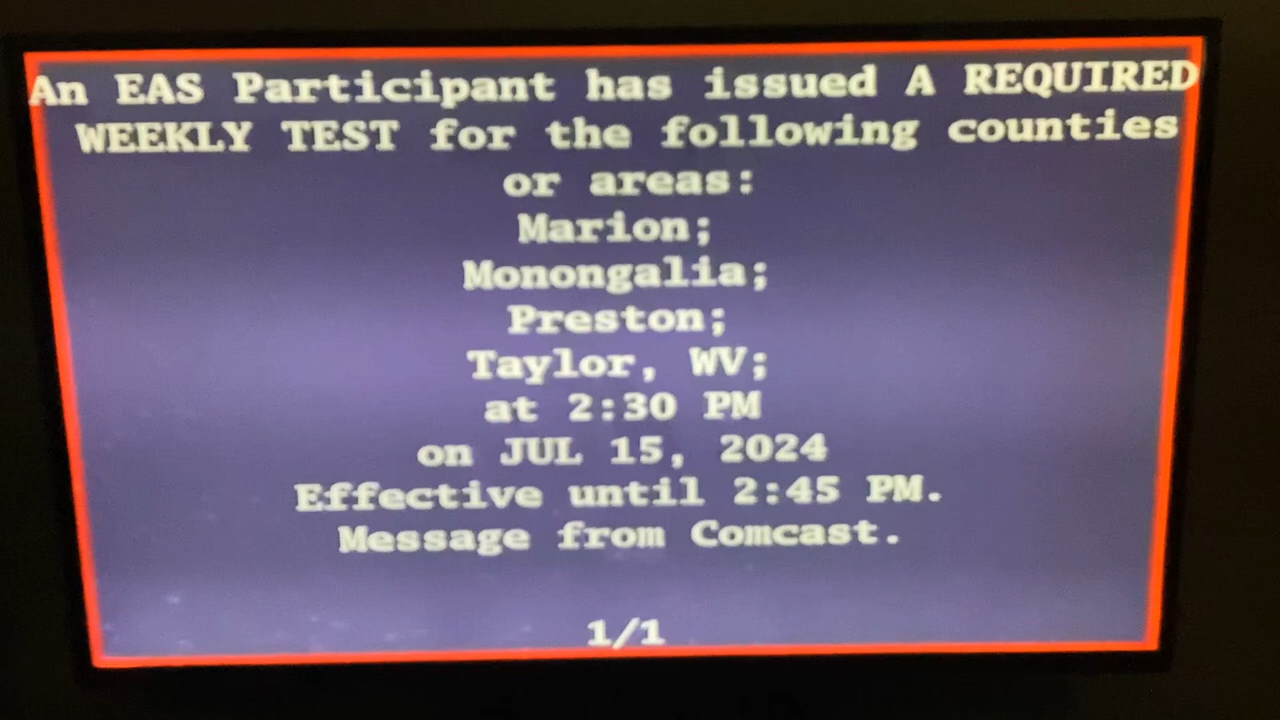 An EAS Participant has issued A REQUIRED
WEEKLY TEST for the following counties
or areas:
Marion;
Monongalia;
Preston;
Taylor, WV;
at 2:30 PM
on JUL 15, 2024
Effective until 2:45 PM.
Message from Comcast.
1/1